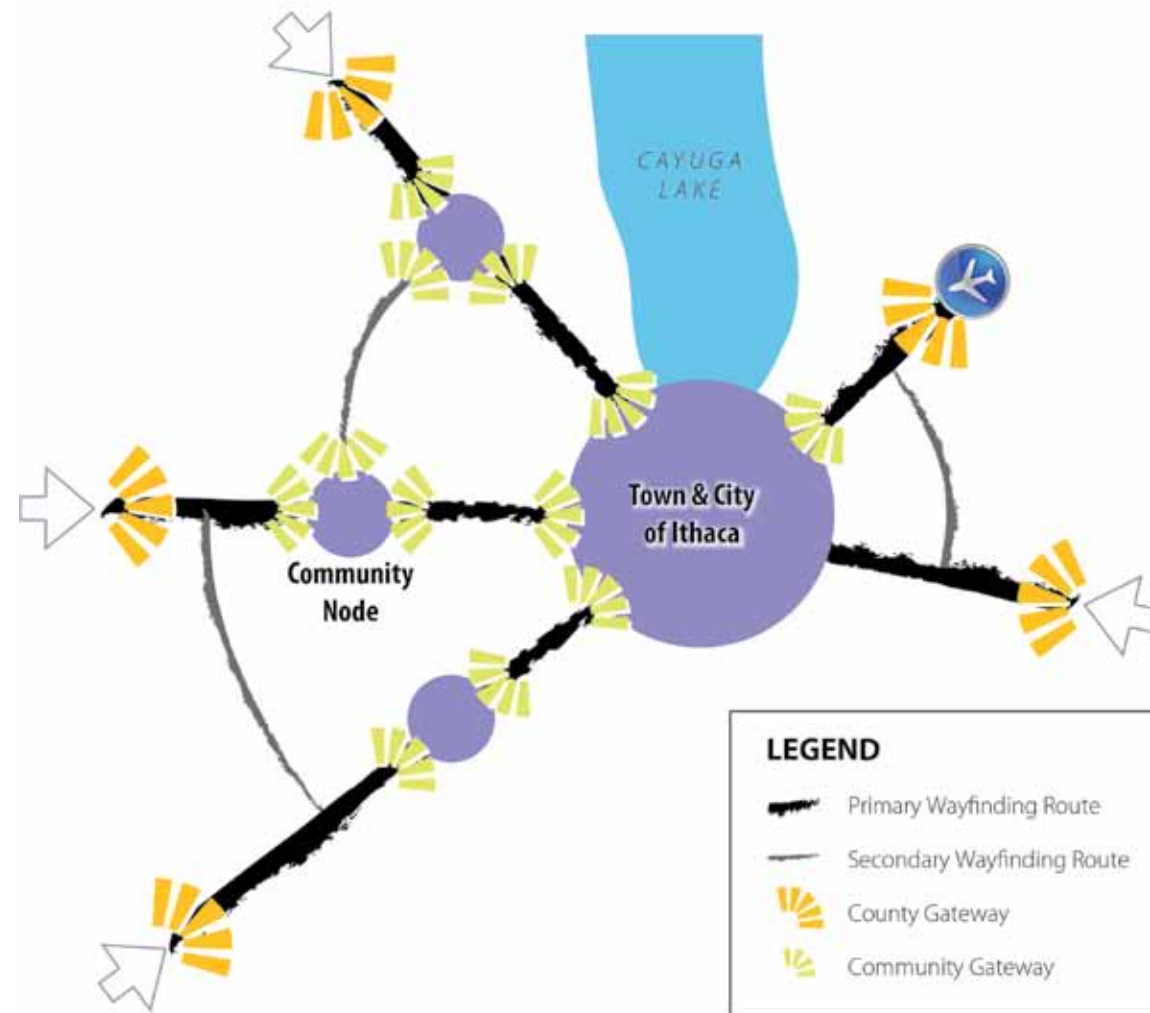 CAYUGA
LAKE
Town & City
of Ithaca
Community
Node
LEGEND
Primary Wayfinding Route
Secondary Wayfinding Route
County Gateway
Community Gateway